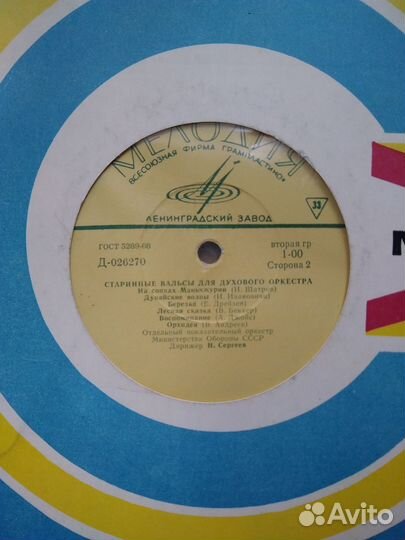 МЕЛОДИЯ
ВСЕСОЮЗНАЯ ФИРМА ГРАМПЛАСТИНОК
33
ЛЕНИНГРАДСКИЙ ЗАВОД
ГОСТ 5289-68
вторая гр
Д-026270
1-00
Сторона 2
СТАРИННЫЕ ВАЛЬСЫ ДЛЯ ДУХОВОГО ОРКЕСТРА
На сопках Маньчжурии (И. Шатров)
Дунайские волны (И. Иванович)
Березка (Е. Дрейзин)
Лесная сказка (В. Беккер)
Воспоминание (А. Джойс)
Орхидея (В. Андреев)
Отдельный показательный оркестр
Министерства Обороны СССР
Дирижер Н. Сергеев
М
Avito